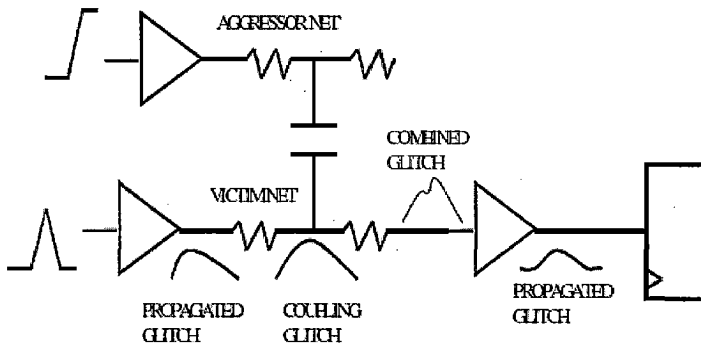 AGGRESSOR NET
COMBINED
GLITCH
VICTIM NET
PROPAGATED
GLITCH
COUPLING
GLITCH
PROPAGATED
GLITCH